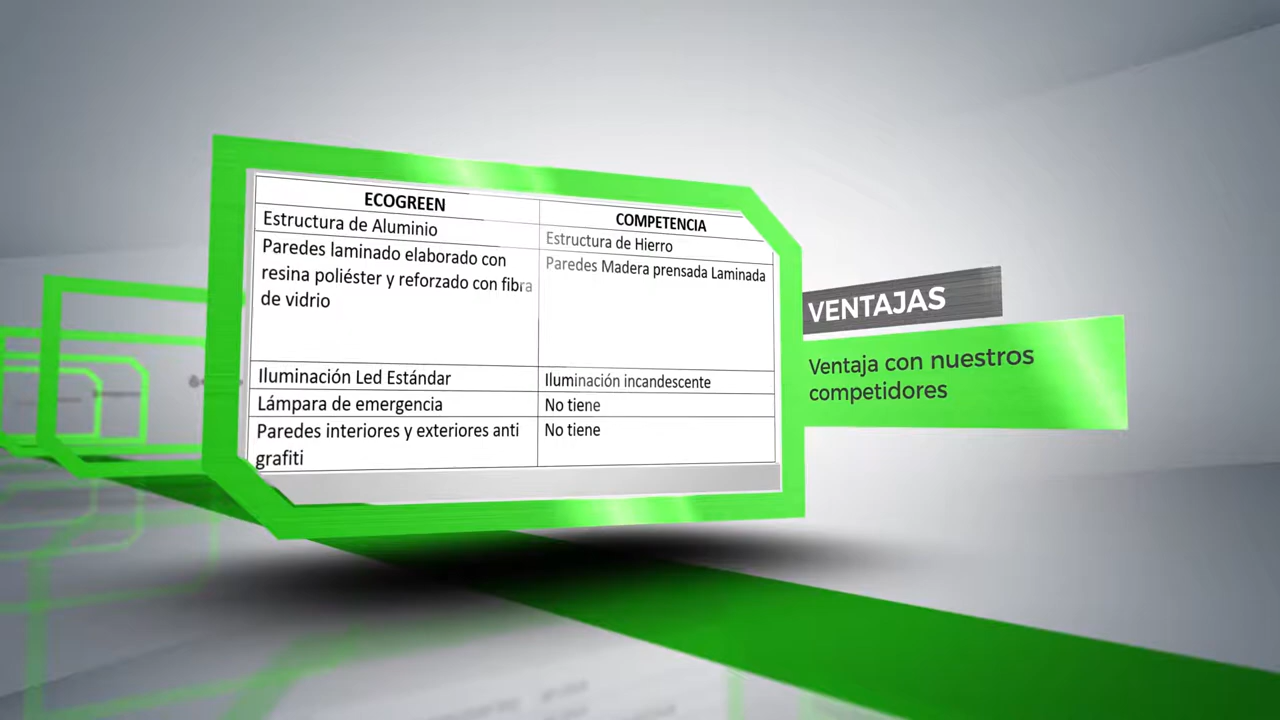 ECOGREEN
COMPETENCIA
Estructura de Aluminio
Estructura de Hierro
Paredes laminado elaborado con
resina poliéster y reforzado con fibra
de vidrio
Paredes Madera prensada Laminada
Iluminación Led Estándar
Iluminación incandescente
Lámpara de emergencia
No tiene
Paredes interiores y exteriores anti
grafiti
No tiene
VENTAJAS
Ventaja con nuestros
competidores